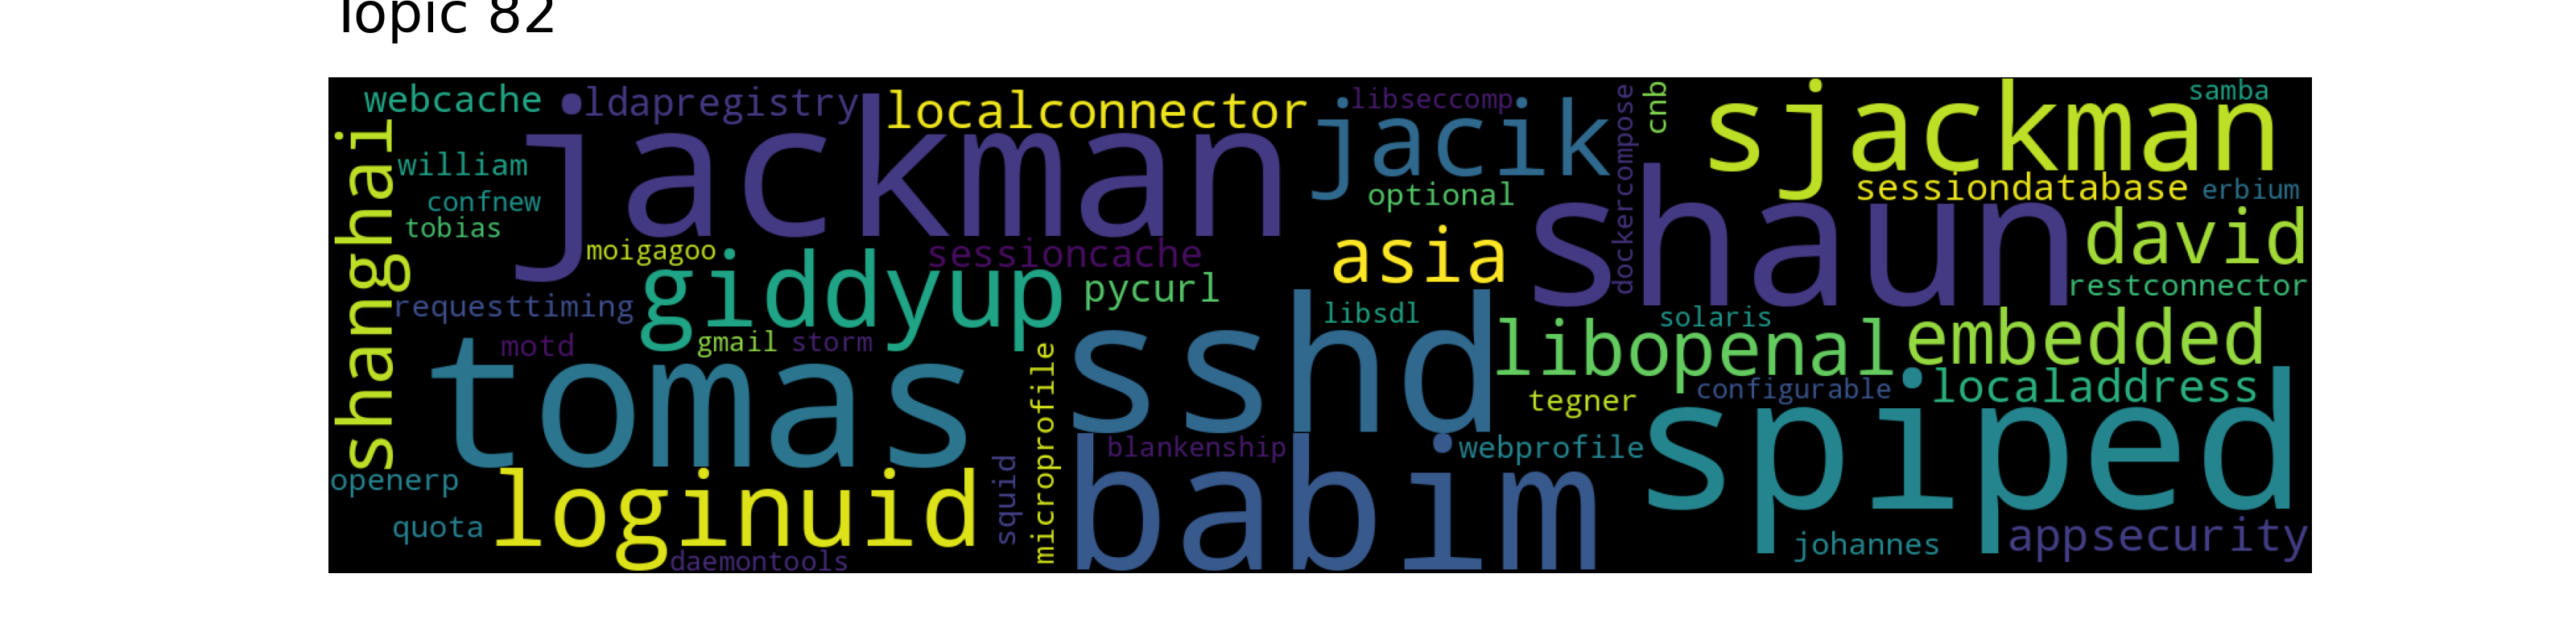 Topic 82
webcache
ldapregistry
localconnector
libseccomp
jacik
dockercompose
cnb
sjackman
samba
shanghai
william
jackman
confnew
tobias
optional
sessiondatabase
erbium
shaun
david
moigagoo
sessioncache
asia
giddyup
pycurl
restconnector
requesttiming
libsdl
solaris
motd
gmail
storm
sshd
libopenal
embedded
tomas
microprofile
tegner
configurable
localaddress
blankenship
webprofile
spiped
openerp
squid
babim
quota
loginuid
daemontools
johannes
appsecurity